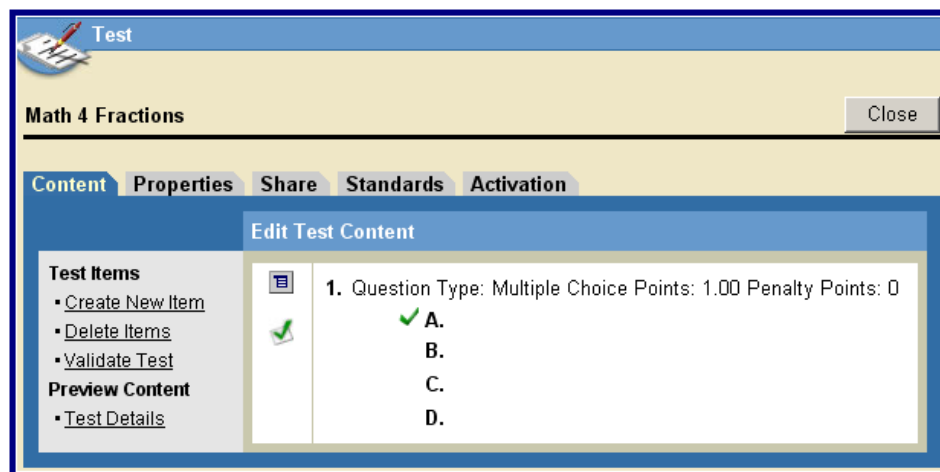 Test
Math 4 Fractions
Close
Content Properties Share Standards Activation
Edit Test Content
Test Items
▪ Create New Item
▪ Delete Items
▪ Validate Test
Preview Content
▪ Test Details
1. Question Type: Multiple Choice Points: 1.00 Penalty Points: 0
A.
B.
C.
D.